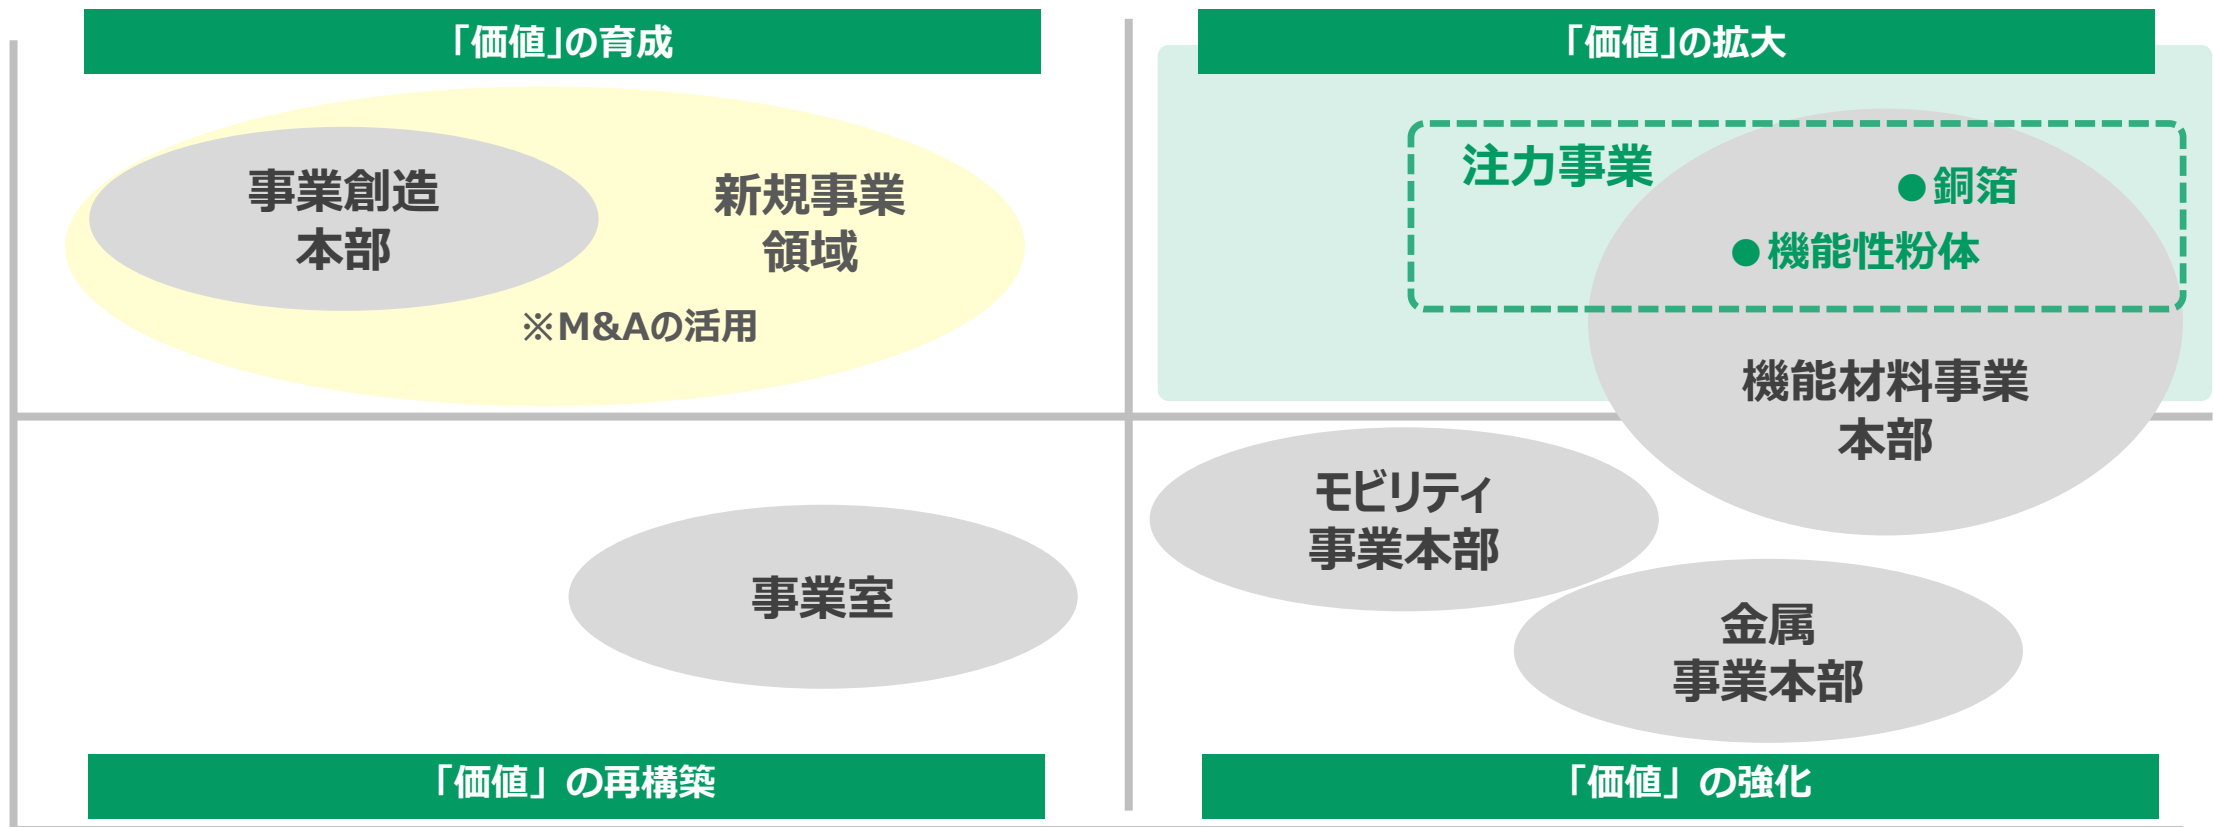 「価値」の育成
「価値」の拡大
事業創造
本部
新規事業
領域
※M&Aの活用
注力事業
●銅箔
●機能性粉体
機能材料事業
本部
モビリティ
事業本部
事業室
金属
事業本部
「価値」の再構築
「価値」の強化